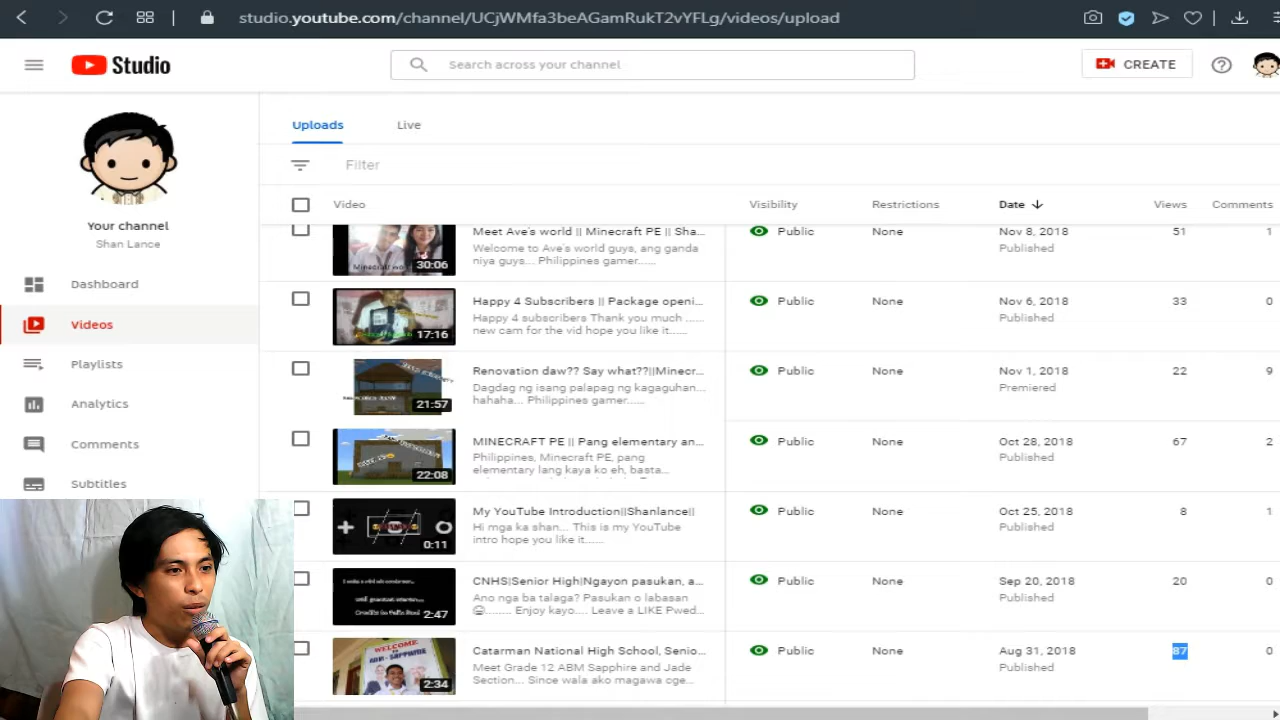 studio.youtube.com/channel/UCjWMfa3beAGamRukT2vYFLg/videos/upload
Studio
Search across your channel
CREATE
Your channel
Shan Lance
Dashboard
Videos
Playlists
Analytics
Comments
Subtitles
Uploads
Live
Filter
Video
Visibility
Restrictions
Date
Views
Comments
Meet Ave's world || Minecraft PE || Sha... Public None Nov 8, 2018 51 1
Welcome to Ave's world guys, ang ganda Published
niya guys... Philippines gamer......
30:06
Happy 4 Subscribers || Package openi... Public None Nov 6, 2018 33 0
Happy 4 subscribers Thank you much ...... Published
new cam for the vid hope you like it......
17:16
Renovation daw?? Say what??||Minecr... Public None Nov 1, 2018 22 9
Dagdag ng isang palapag ng kagaguhan... Premiered
hahaha... Philippines gamer......
21:57
MINECRAFT PE || Pang elementary an... Public None Oct 28, 2018 67 2
Philippines, Minecraft PE, pang Published
elementary lang kaya ko eh, basta...
22:08
My YouTube Introduction||Shanlance|| Public None Oct 25, 2018 8 1
Hi mga ka shan... This is my YouTube Published
intro hope you like it......
0:11
CNHS|Senior High|Ngayon pasukan, a... Public None Sep 20, 2018 20 0
Ano nga ba talaga? Pasukan o labasan Published
😉........ Enjoy kayo.... Leave a LIKE Pwed...
2:47
Catarman National High School, Senio... Public None Aug 31, 2018 87 0
Meet Grade 12 ABM Sapphire and Jade Published
Section... Since wala ako magawa cge...
WELCOME
ABM - SAPPHIRE
2:34